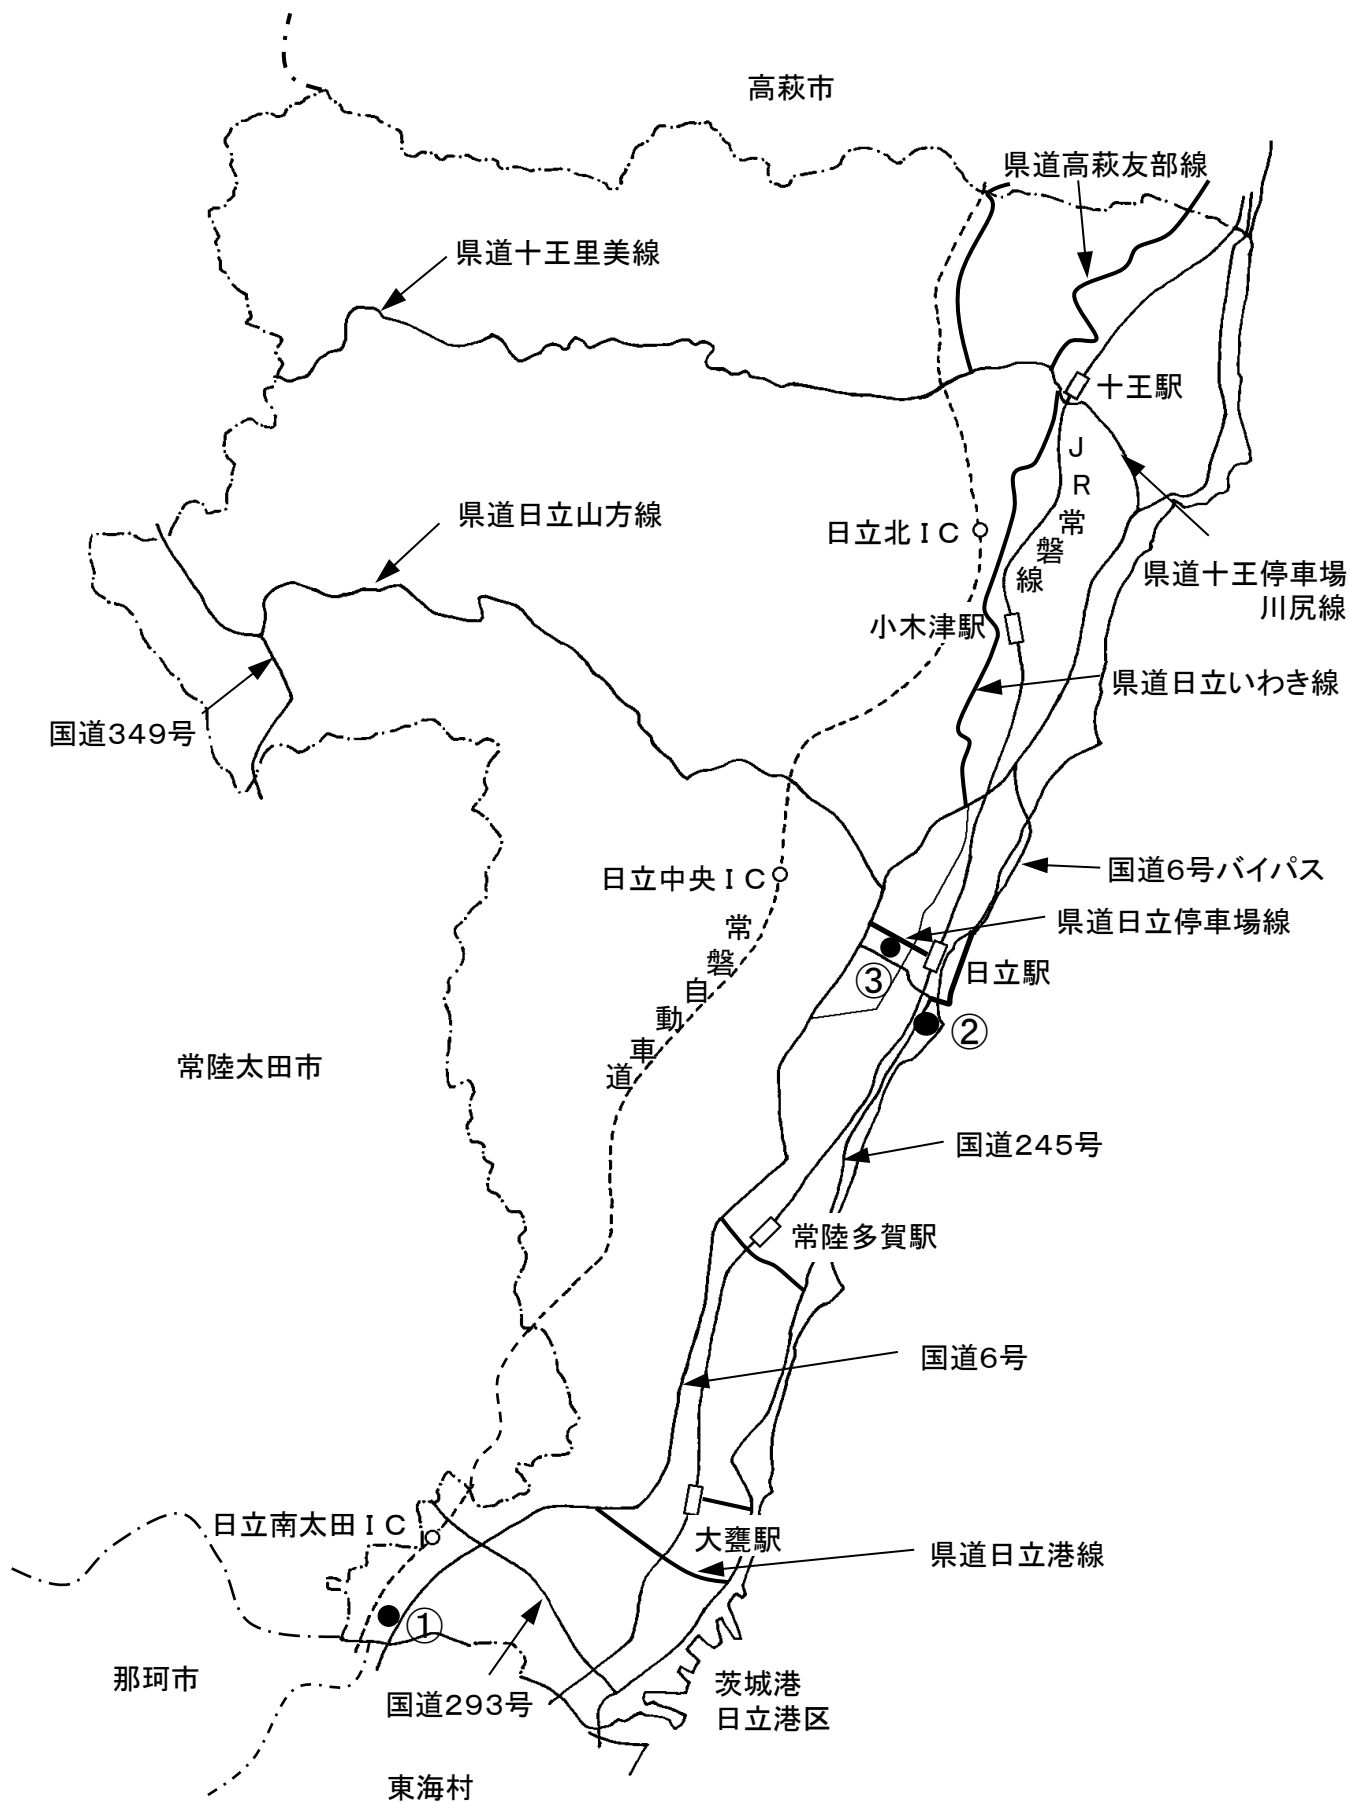 高萩市
県道高萩友部線
県道十王里美線
十王駅
JR常磐線
県道日立山方線
日立北ＩＣ
県道十王停車場
川尻線
小木津駅
県道日立いわき線
国道349号
国道6号バイパス
日立中央ＩＣ
県道日立停車場線
常磐自動車道
③
日立駅
②
常陸太田市
国道245号
常陸多賀駅
国道6号
日立南太田ＩＣ
大甕駅
県道日立港線
①
那珂市
国道293号
茨城港
日立港区
東海村